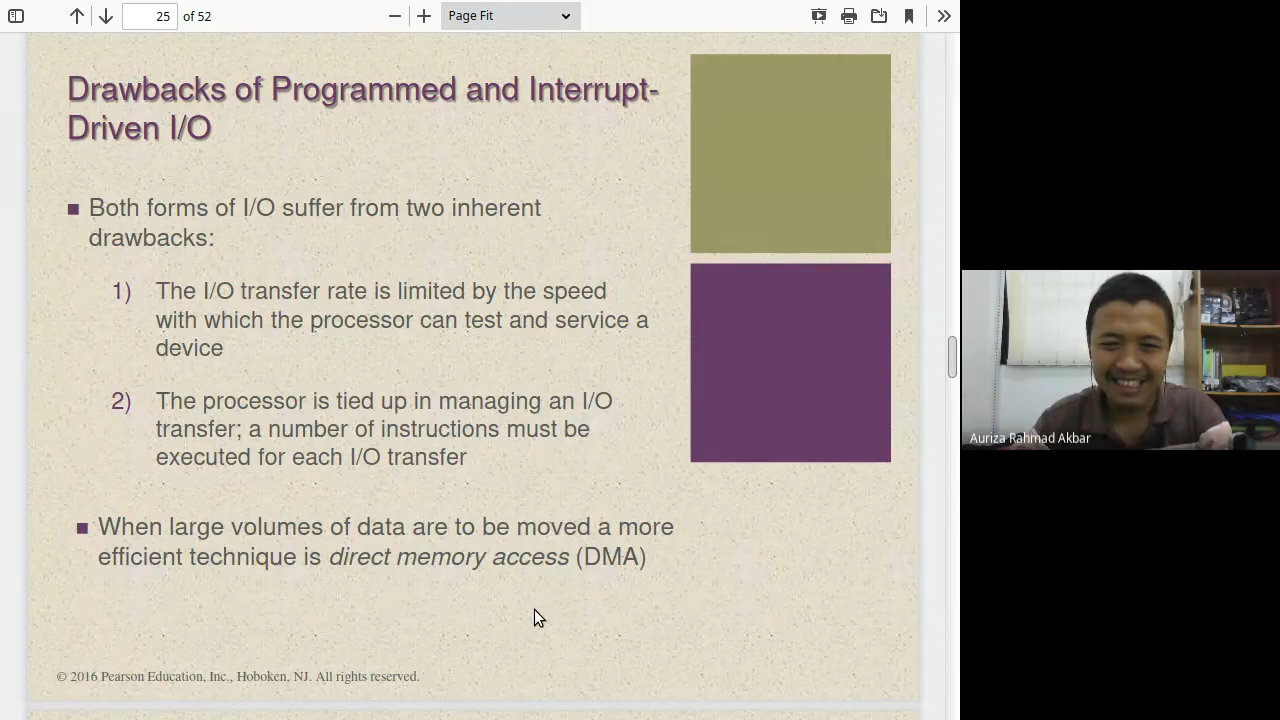 25 of 52
Page Fit
Drawbacks of Programmed and Interrupt-
Driven I/O
Both forms of I/O suffer from two inherent
drawbacks:
1) The I/O transfer rate is limited by the speed
with which the processor can test and service a
device
2) The processor is tied up in managing an I/O
transfer; a number of instructions must be
executed for each I/O transfer
When large volumes of data are to be moved a more
efficient technique is direct memory access (DMA)
© 2016 Pearson Education, Inc., Hoboken, NJ. All rights reserved.
Auriza Rahmad Akbar